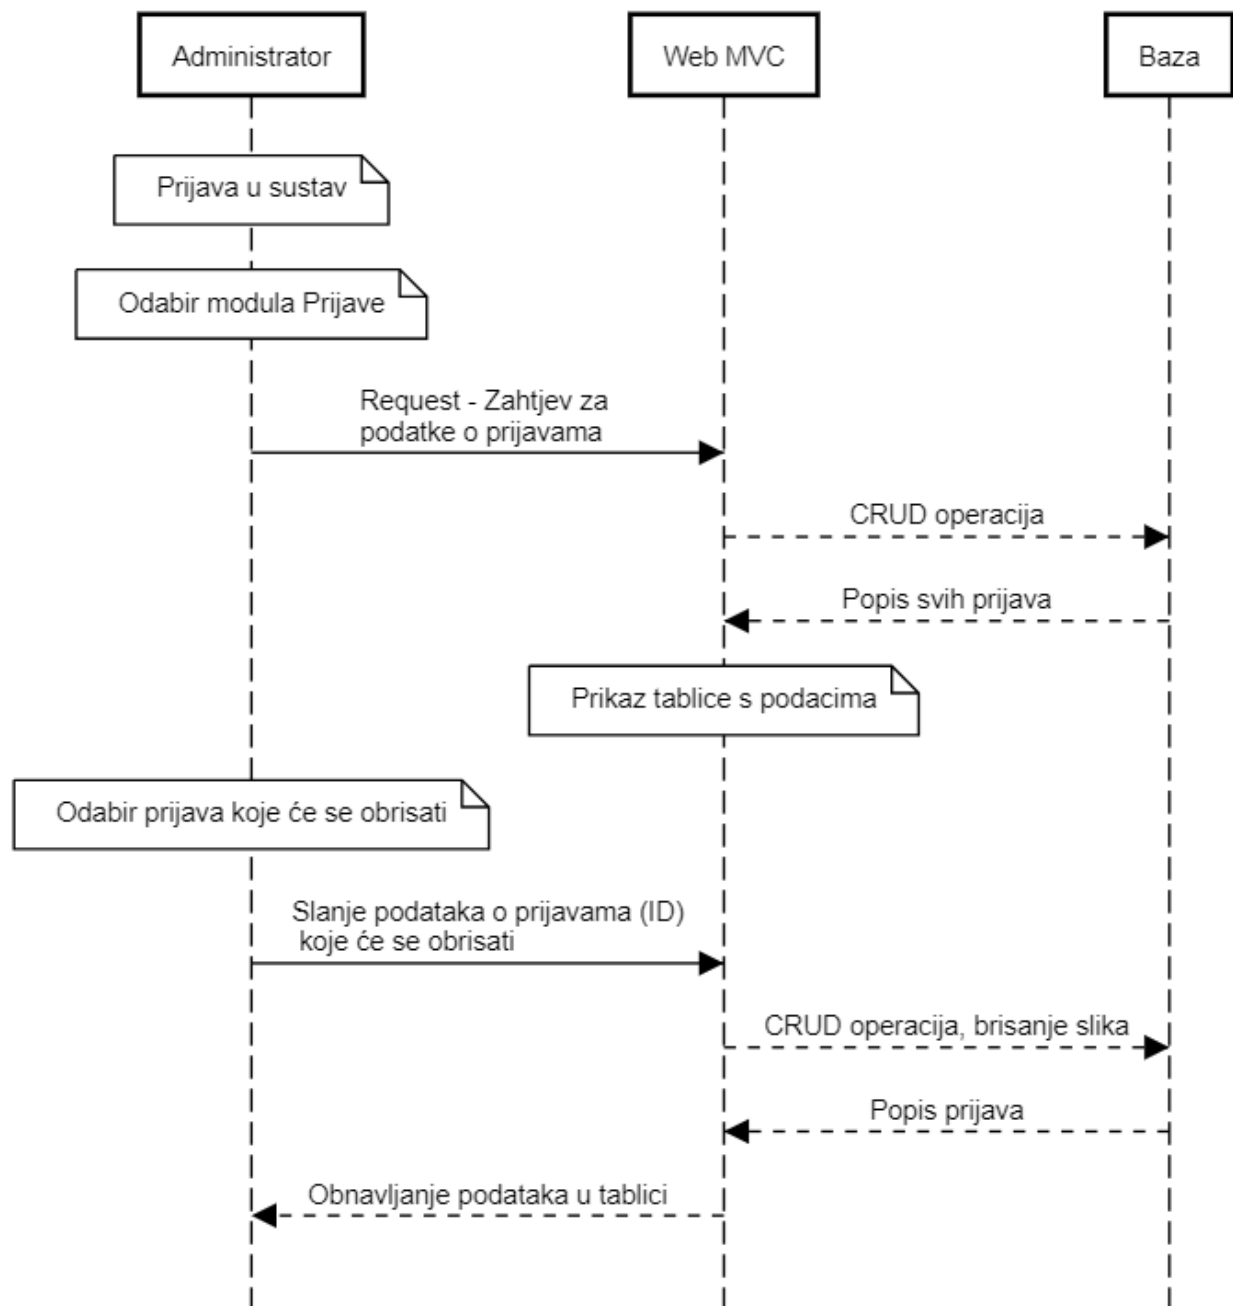 Administrator
Web MVC
Baza
Prijava u sustav
Odabir modula Prijave
Request - Zahtjev za
podatke o prijavama
CRUD operacija
Popis svih prijava
Prikaz tablice s podacima
Odabir prijava koje će se obrisati
Slanje podataka o prijavama (ID)
koje će se obrisati
CRUD operacija, brisanje slika
Popis prijava
Obnavljanje podataka u tablici